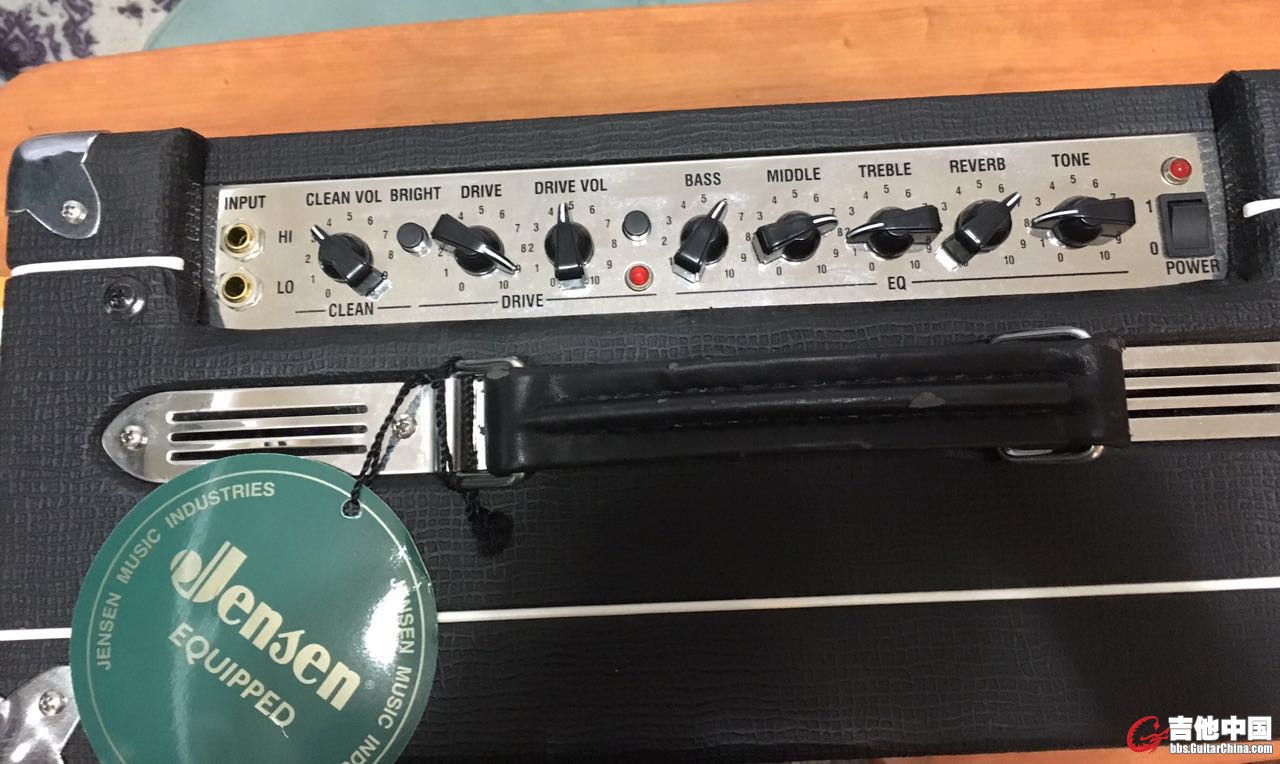 INPUT
HI
LO
CLEAN VOL
BRIGHT
DRIVE
DRIVE VOL
BASS
MIDDLE
TREBLE
REVERB
TONE
CLEAN
DRIVE
EQ
1
0
POWER
JENSEN MUSIC INDUSTRIES
Jensen®
EQUIPPED
JENSEN MUSIC INDU
吉他中国
bbs.GuitarChina.com